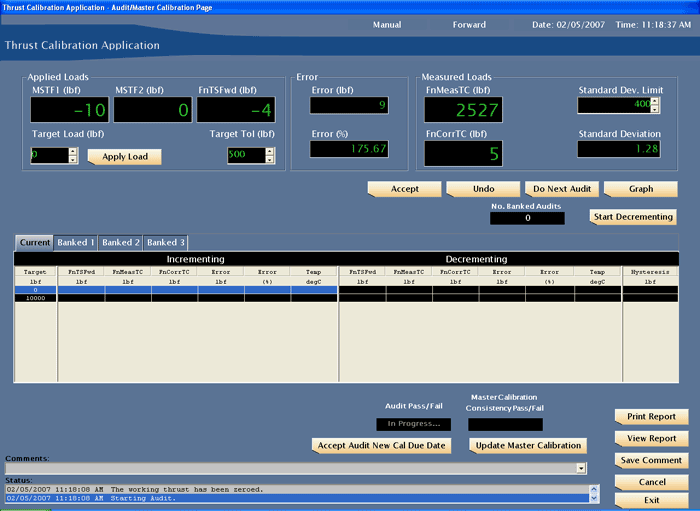 Thrust Calibration Application - Audit/Master Calibration Page
Manual Forward Date: 02/05/2007 Time: 11:18:37 AM
Thrust Calibration Application
Applied Loads Error Measured Loads
MSTF1 (lbf) MSTF2 (lbf) FnTSFwd (lbf) Error (lbf) FnMeasTC (lbf) Standard Dev. Limit
-10 0 -4 9 2527 400
Target Load (lbf) Target Tol (lbf) Error (%) FnCorrTC (lbf) Standard Deviation
0 Apply Load 500 175.67 5 1.28
Accept Undo Do Next Audit Graph
No. Banked Audits
0 Start Decrementing
Current Banked 1 Banked 2 Banked 3
Incrementing Decrementing
Target FnTSFwd FnMeasTC FnCorrTC Error Error Temp FnTSFwd FnMeasTC FnCorrTC Error Error Temp Hysteresis
lbf lbf lbf lbf lbf (%) degC lbf lbf lbf lbf (%) degC lbf
0
10000
Audit Pass/Fail Master Calibration Consistency Pass/Fail
In Progress...
Print Report
Accept Audit New Cal Due Date Update Master Calibration View Report
Comments: Save Comment
Status: Cancel
02/05/2007 11:18:08 AM The working thrust has been zeroed.
02/05/2007 11:18:08 AM Starting Audit. Exit